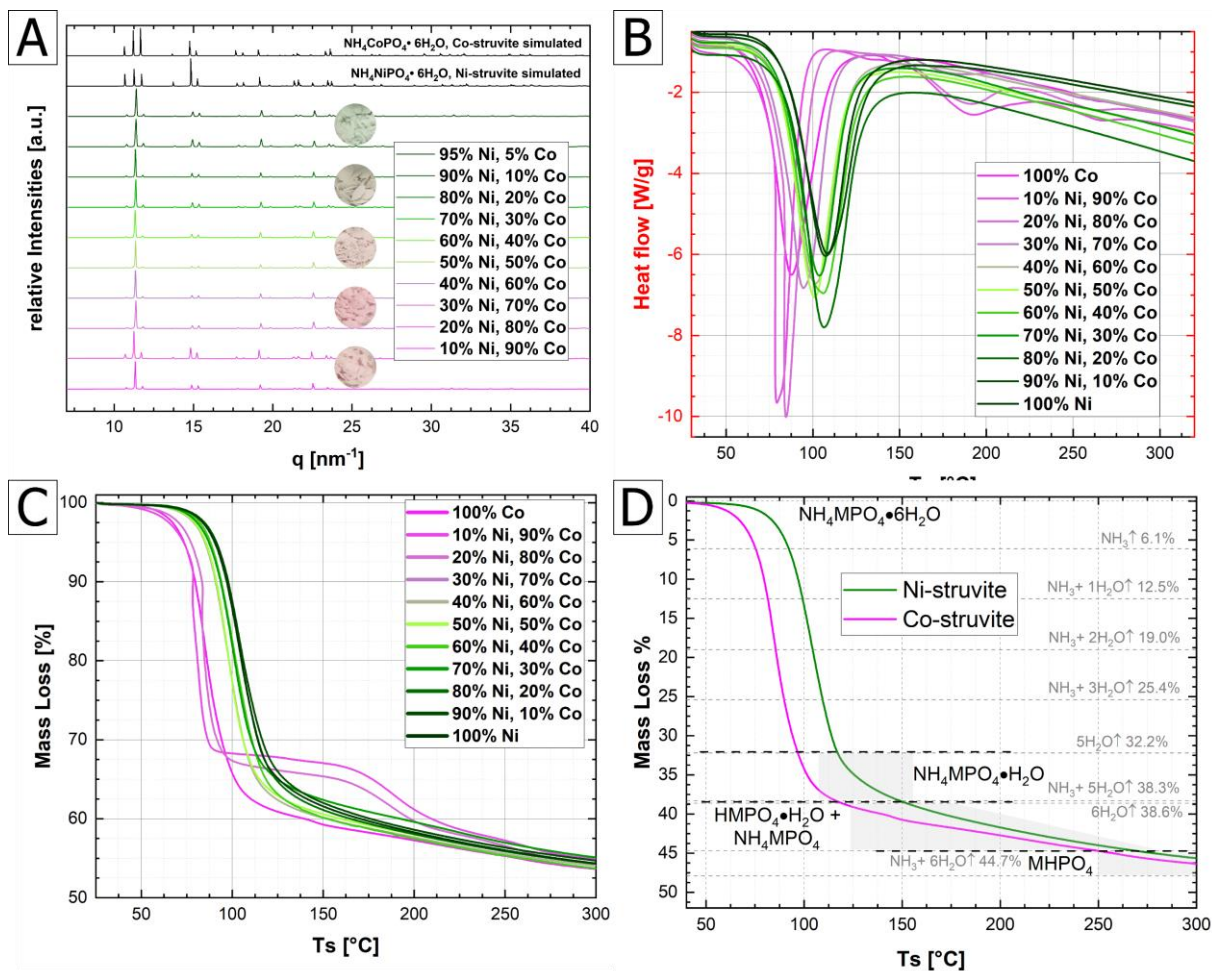 A
relative Intensities [a.u.]
NH₄CoPO₄• 6H₂O, Co-struvite simulated
NH₄NiPO₄• 6H₂O, Ni-struvite simulated
95% Ni, 5% Co
90% Ni, 10% Co
80% Ni, 20% Co
70% Ni, 30% Co
60% Ni, 40% Co
50% Ni, 50% Co
40% Ni, 60% Co
30% Ni, 70% Co
20% Ni, 80% Co
10% Ni, 90% Co
10 15 20 25 30 35 40
q [nm⁻¹]
B
Heat flow [W/g]
-2
-4
-6
-8
-10
100% Co
10% Ni, 90% Co
20% Ni, 80% Co
30% Ni, 70% Co
40% Ni, 60% Co
50% Ni, 50% Co
60% Ni, 40% Co
70% Ni, 30% Co
80% Ni, 20% Co
90% Ni, 10% Co
100% Ni
50 100 150 200 250 300
C
Mass Loss [%]
100
90
80
70
60
50
100% Co
10% Ni, 90% Co
20% Ni, 80% Co
30% Ni, 70% Co
40% Ni, 60% Co
50% Ni, 50% Co
60% Ni, 40% Co
70% Ni, 30% Co
80% Ni, 20% Co
90% Ni, 10% Co
100% Ni
50 100 150 200 250 300
Ts [°C]
D
Mass Loss %
0
5
10
15
20
25
30
35
40
45
50
NH₄MPO₄•6H₂O
NH₃↑ 6.1%
Ni-struvite
Co-struvite
NH₃+ 1H₂O↑ 12.5%
NH₃+ 2H₂O↑ 19.0%
NH₃+ 3H₂O↑ 25.4%
5H₂O↑ 32.2%
NH₄MPO₄•H₂O
NH₃+ 5H₂O↑ 38.3%
6H₂O↑ 38.6%
HMPO₄•H₂O +
NH₄MPO₄
NH₃+ 6H₂O↑ 44.7%
MHPO₄
50 100 150 200 250 300
Ts [°C]